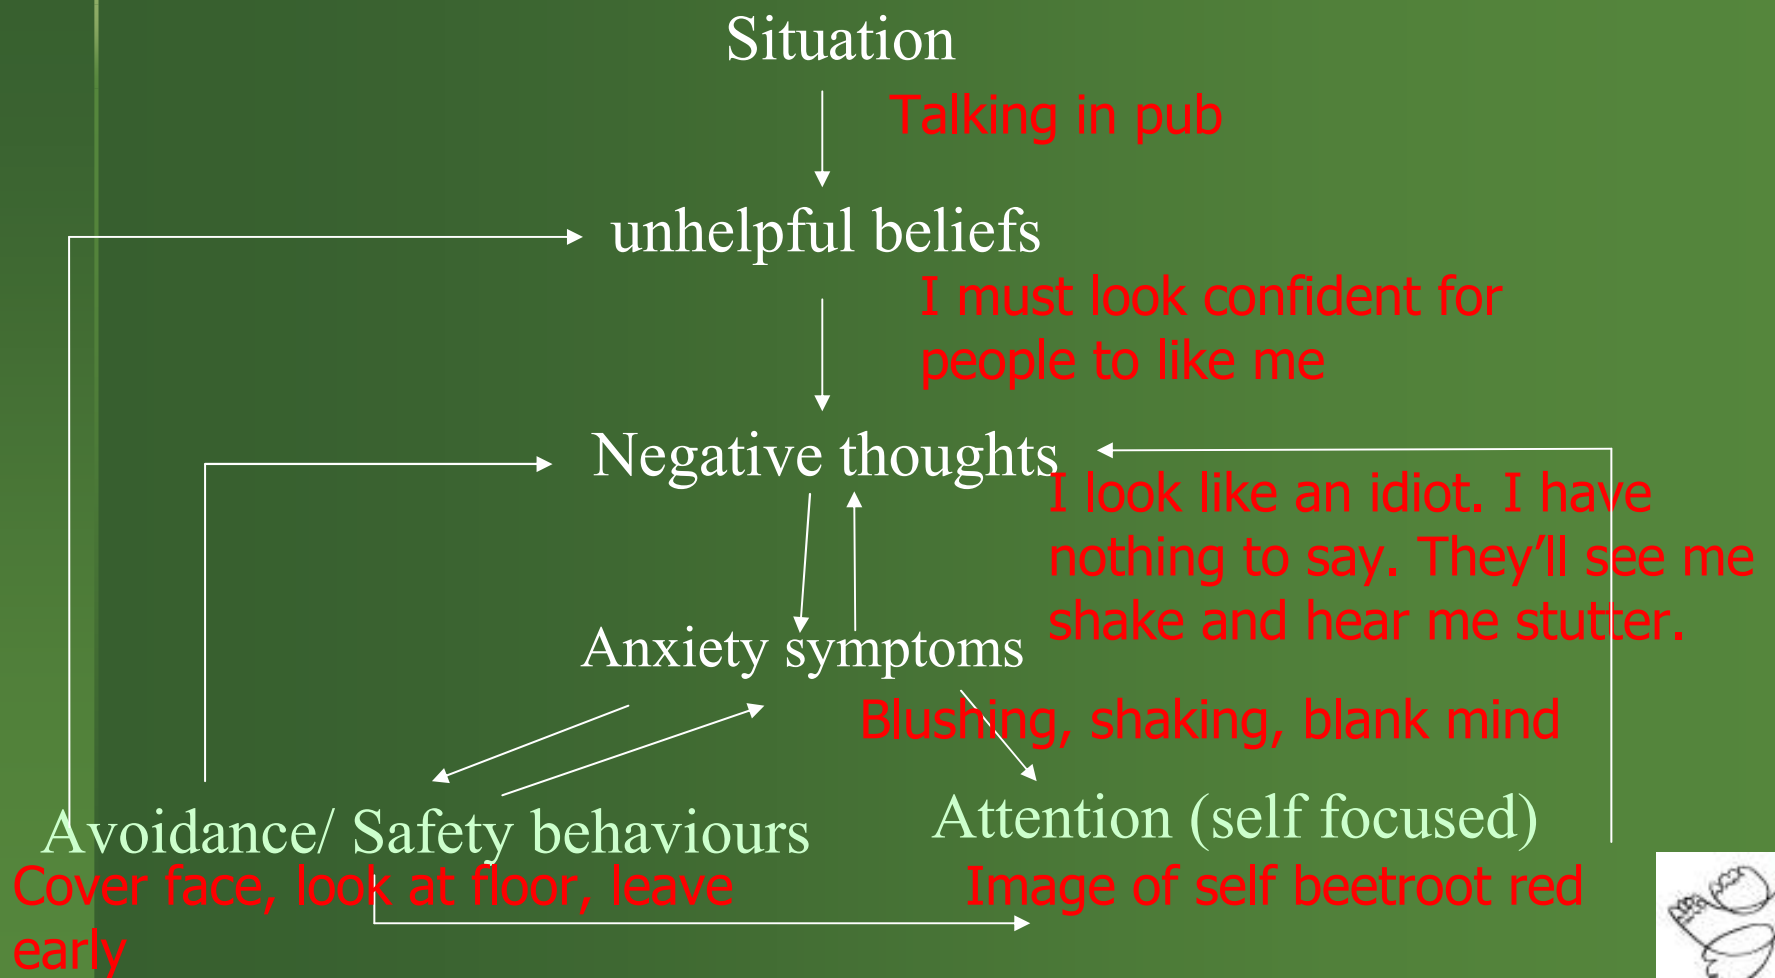 Situation
Talking in pub
unhelpful beliefs
I must look confident for
people to like me
Negative thoughts
I look like an idiot. I have
nothing to say. They’ll see me
shake and hear me stutter.
Anxiety symptoms
Blushing, shaking, blank mind
Avoidance/ Safety behaviours
Cover face, look at floor, leave
early
Attention (self focused)
Image of self beetroot red